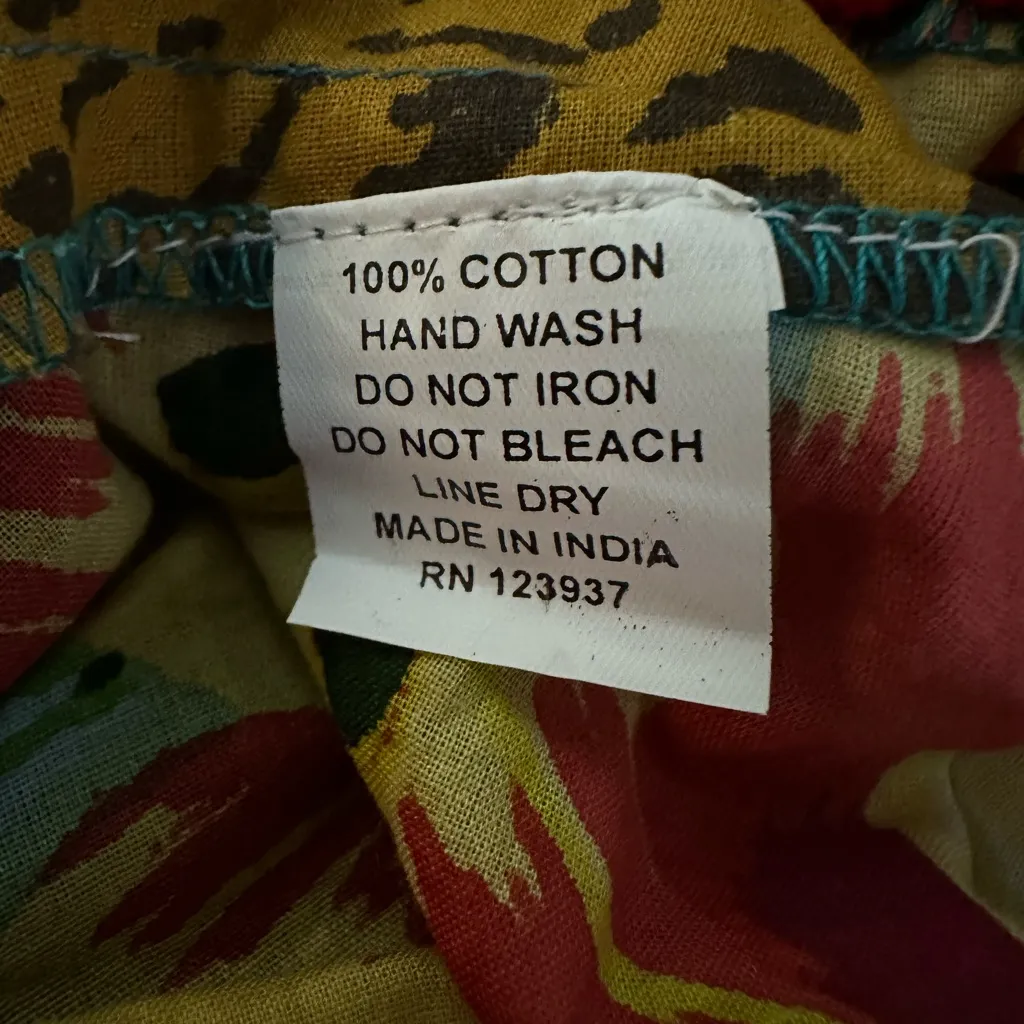 100% COTTON
HAND WASH
DO NOT IRON
DO NOT BLEACH
LINE DRY
MADE IN INDIA
RN 123937